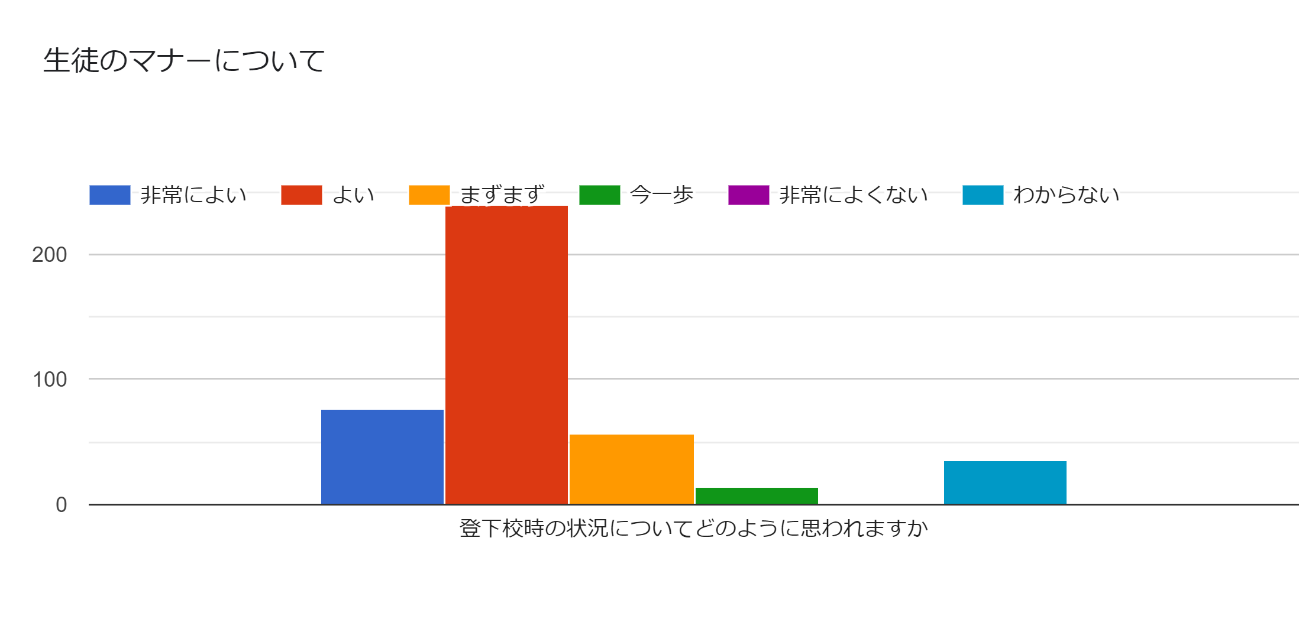 生徒のマナーについて
非常によい よい まずまず 今一歩 非常によくない わからない
200
100
0
登下校時の状況についてどのように思われますか